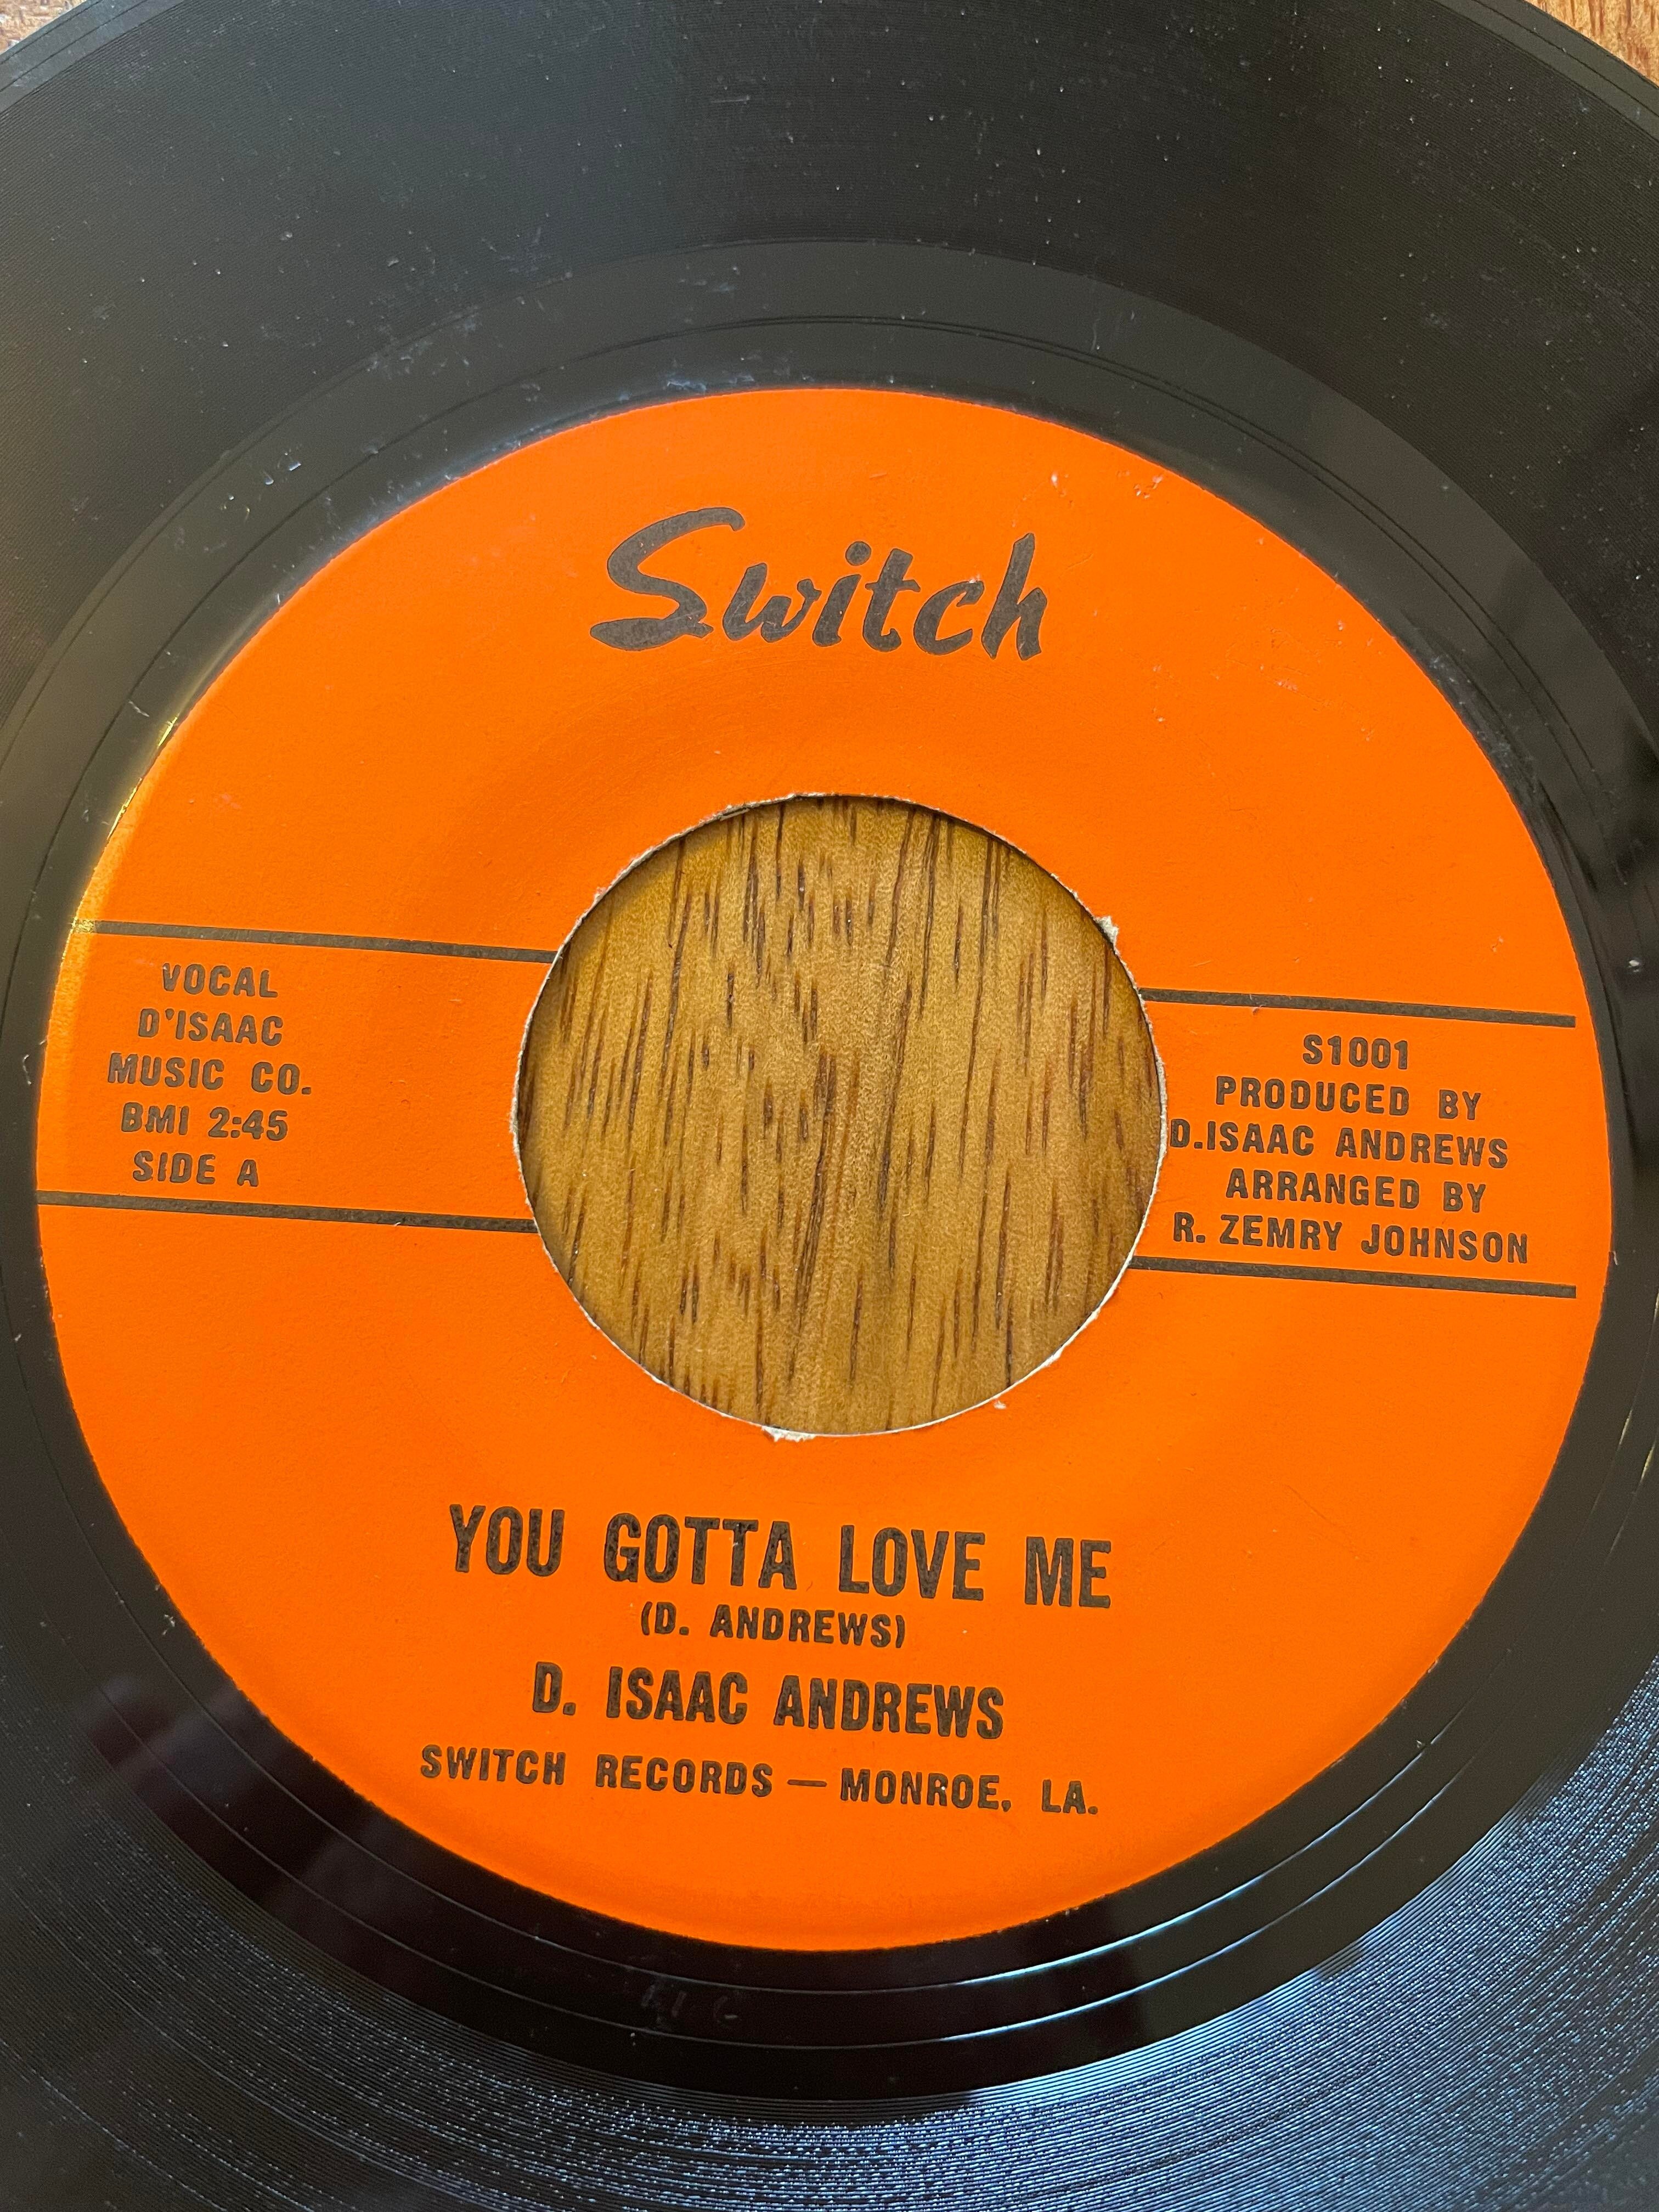 Switch
VOCAL
D'ISAAC
MUSIC CO.
BMI 2:45
SIDE A
S1001
PRODUCED BY
D.ISAAC ANDREWS
ARRANGED BY
R. ZEMRY JOHNSON
YOU GOTTA LOVE ME
(D. ANDREWS)
D. ISAAC ANDREWS
SWITCH RECORDS — MONROE, LA.